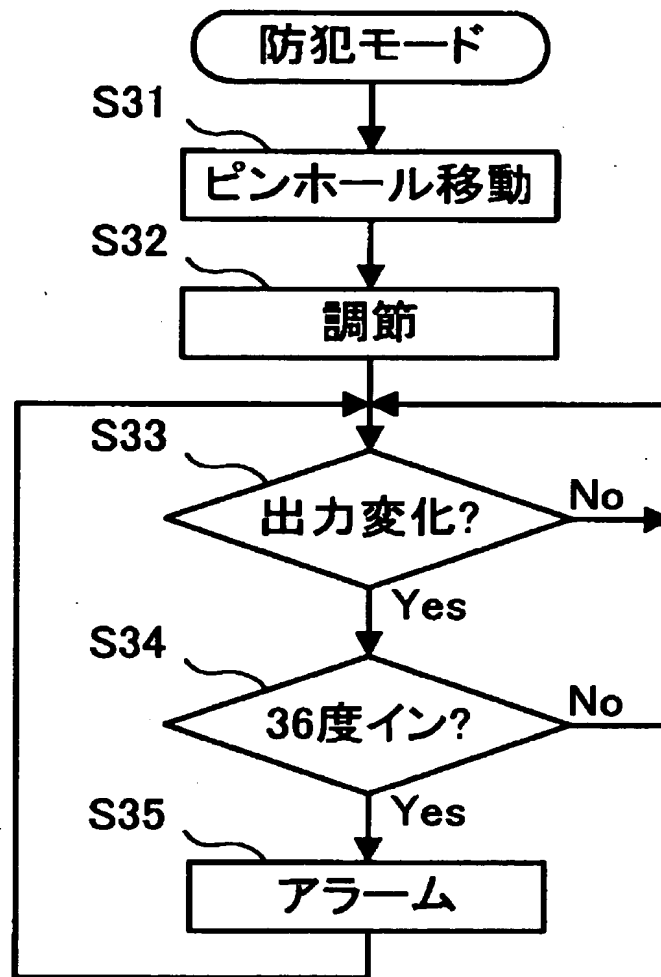 防犯モード
S31
ピンホール移動
S32
調節
S33
出力変化?
No
Yes
S34
36度イン?
No
Yes
S35
アラーム